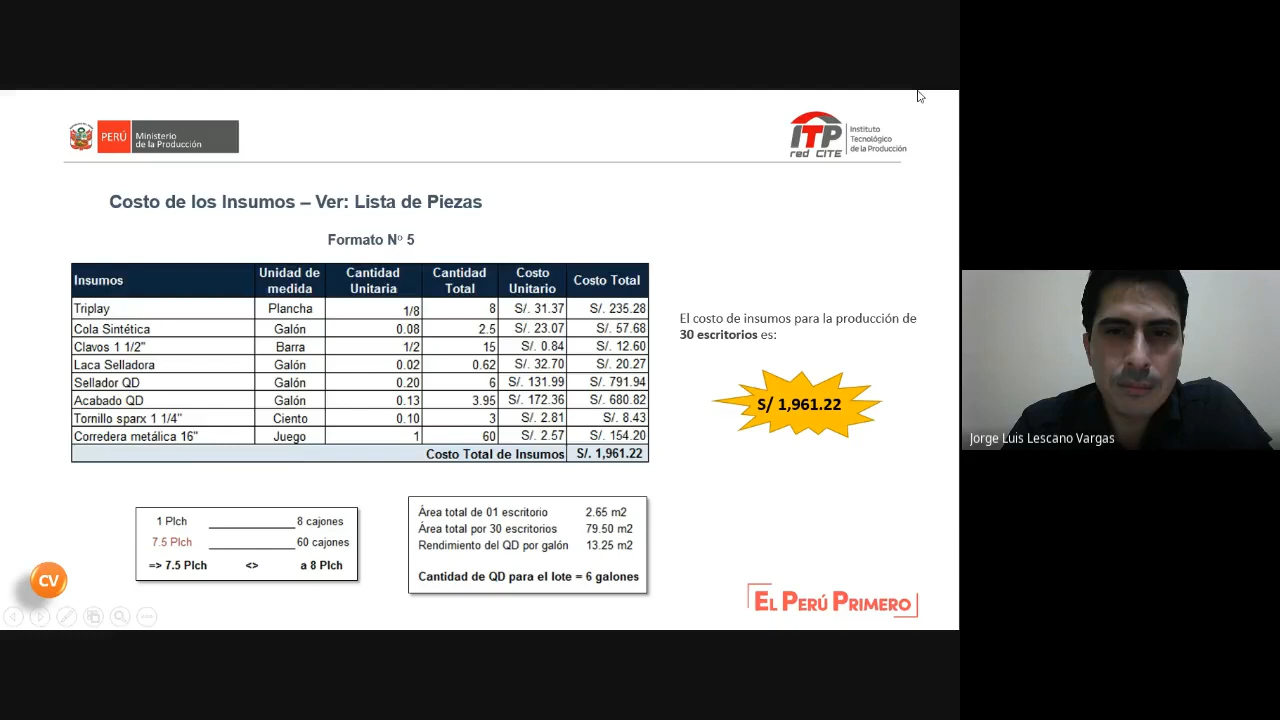 PERÚ
Ministerio
de la Producción
ITP
red CITE
Instituto
Tecnológico
de la Producción
Costo de los Insumos – Ver: Lista de Piezas
Formato Nº 5
Insumos Unidad de medida Cantidad Unitaria Cantidad Total Costo Unitario Costo Total
Triplay Plancha 1/8 8 S/. 31.37 S/. 235.28
Cola Sintética Galón 0.08 2.5 S/. 23.07 S/. 57.68
Clavos 1 1/2" Barra 1/2 15 S/. 0.84 S/. 12.60
Laca Selladora Galón 0.02 0.62 S/. 32.70 S/. 20.27
Sellador QD Galón 0.20 6 S/. 131.99 S/. 791.94
Acabado QD Galón 0.13 3.95 S/. 172.36 S/. 680.82
Tornillo sparx 1 1/4" Ciento 0.10 3 S/. 2.81 S/. 8.43
Corredera metálica 16" Juego 1 60 S/. 2.57 S/. 154.20
Costo Total de Insumos S/. 1,961.22
El costo de insumos para la producción de
30 escritorios es:
S/ 1,961.22
Jorge Luis Lescano Vargas
1 Plch 8 cajones
7.5 Plch 60 cajones
=> 7.5 Plch <> a 8 Plch
Área total de 01 escritorio 2.65 m2
Área total por 30 escritorios 79.50 m2
Rendimiento del QD por galón 13.25 m2
Cantidad de QD para el lote = 6 galones
CV
EL PERÚ PRIMERO